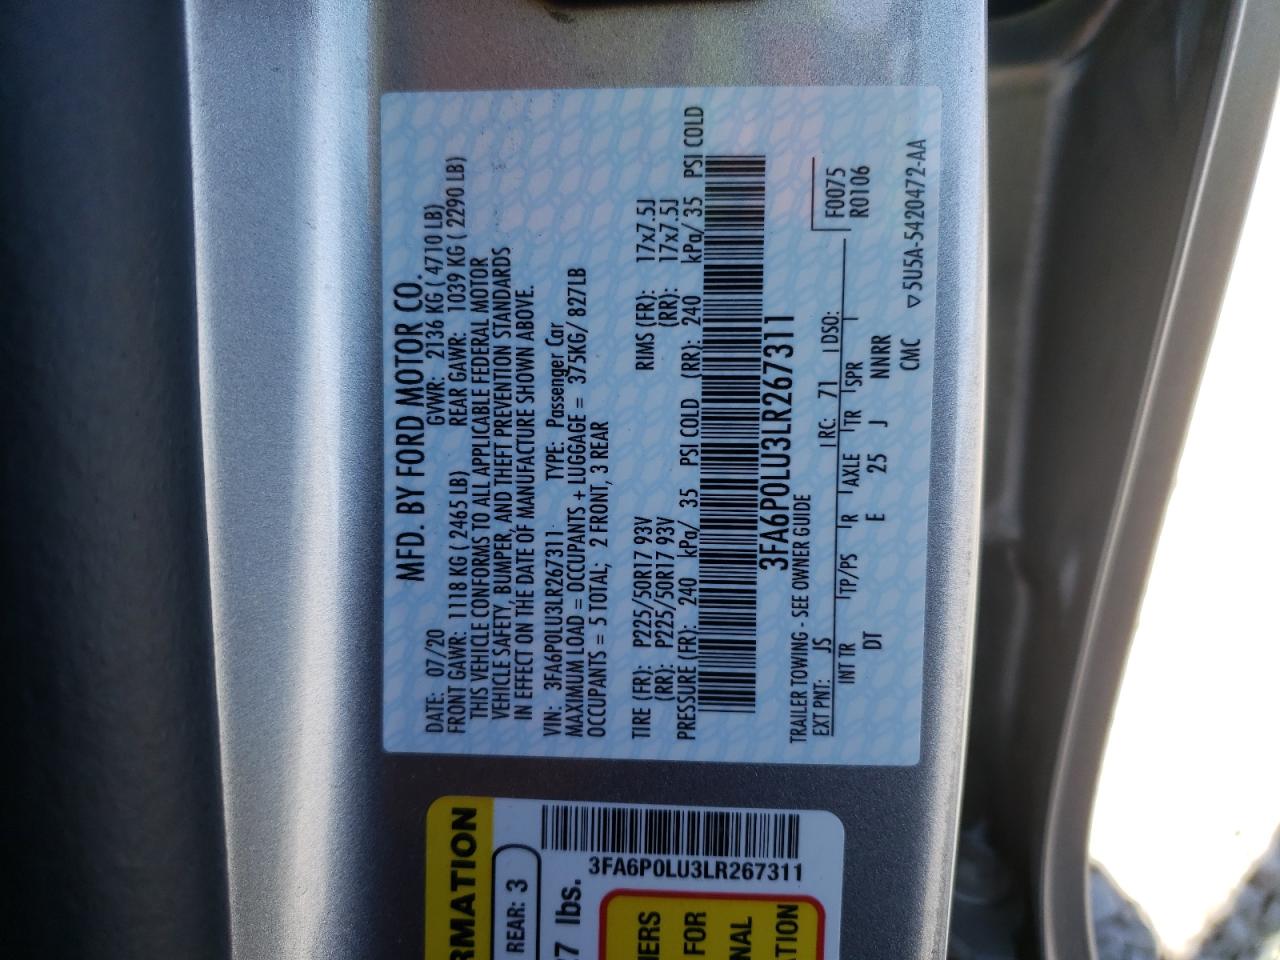 MFD. BY FORD MOTOR CO.
DATE: 07/20 GVWR: 2136 KG ( 4710 LB)
FRONT GAWR: 1118 KG ( 2465 LB) REAR GAWR: 1039 KG ( 2290 LB)
THIS VEHICLE CONFORMS TO ALL APPLICABLE FEDERAL MOTOR
VEHICLE SAFETY, BUMPER, AND THEFT PREVENTION STANDARDS
IN EFFECT ON THE DATE OF MANUFACTURE SHOWN ABOVE.
VIN: 3FA6P0LU3LR267311 TYPE: Passenger Car
MAXIMUM LOAD = OCCUPANTS + LUGGAGE = 375KG/ 827LB
OCCUPANTS = 5 TOTAL; 2 FRONT, 3 REAR
TIRE (FR): P225/50R17 93V RIMS (FR): 17x7.5J
(RR): P225/50R17 93V (RR): 17x7.5J
PRESSURE (FR): 240 kPa/ 35 PSI COLD (RR): 240 kPa/ 35 PSI COLD
3FA6P0LU3LR267311
TRAILER TOWING - SEE OWNER GUIDE
EXT PNT: JS RC: 71 DSO: F0075
INT TR TP/PS R AXLE TR SPR R0106
DT E 25 J NNRR
CMC 5U5A-5420472-AA
RMATION
REAR: 3
7 lbs.
3FA6P0LU3LR267311
NERS
FOR
NAL
ATION